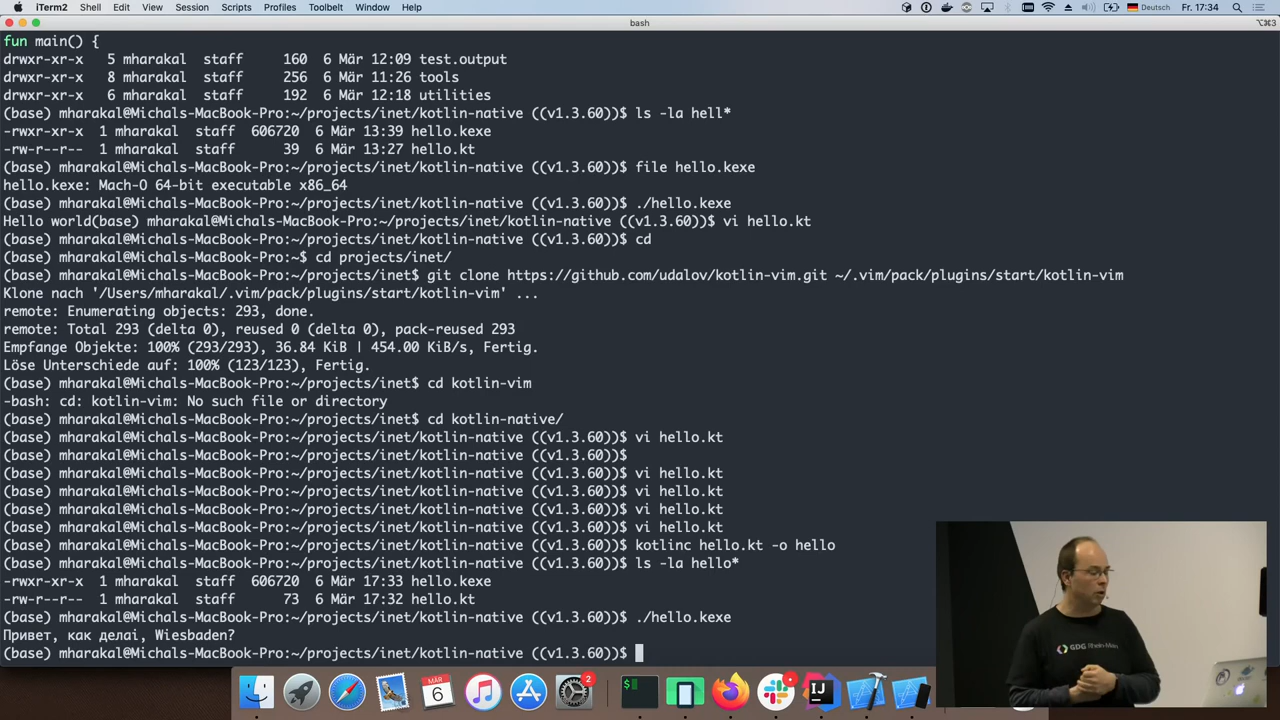 iTerm2 Shell Edit View Session Scripts Profiles Toolbelt Window Help Deutsch Fr. 17:34
bash ⌥⌘3
fun main() {
drwxr-xr-x 5 mharakal staff 160 6 Mär 12:09 test.output
drwxr-xr-x 8 mharakal staff 256 6 Mär 11:26 tools
drwxr-xr-x 6 mharakal staff 192 6 Mär 12:18 utilities
(base) mharakal@Michals-MacBook-Pro:~/projects/inet/kotlin-native ((v1.3.60))$ ls -la hell*
-rwxr-xr-x 1 mharakal staff 606720 6 Mär 13:39 hello.kexe
-rw-r--r-- 1 mharakal staff 39 6 Mär 13:27 hello.kt
(base) mharakal@Michals-MacBook-Pro:~/projects/inet/kotlin-native ((v1.3.60))$ file hello.kexe
hello.kexe: Mach-O 64-bit executable x86_64
(base) mharakal@Michals-MacBook-Pro:~/projects/inet/kotlin-native ((v1.3.60))$ ./hello.kexe
Hello world(base) mharakal@Michals-MacBook-Pro:~/projects/inet/kotlin-native ((v1.3.60))$ vi hello.kt
(base) mharakal@Michals-MacBook-Pro:~/projects/inet/kotlin-native ((v1.3.60))$ cd
(base) mharakal@Michals-MacBook-Pro:~$ cd projects/inet/
(base) mharakal@Michals-MacBook-Pro:~/projects/inet$ git clone https://github.com/udalov/kotlin-vim.git ~/.vim/pack/plugins/start/kotlin-vim
Klone nach '/Users/mharakal/.vim/pack/plugins/start/kotlin-vim' ...
remote: Enumerating objects: 293, done.
remote: Total 293 (delta 0), reused 0 (delta 0), pack-reused 293
Empfange Objekte: 100% (293/293), 36.84 KiB | 454.00 KiB/s, Fertig.
Löse Unterschiede auf: 100% (123/123), Fertig.
(base) mharakal@Michals-MacBook-Pro:~/projects/inet$ cd kotlin-vim
-bash: cd: kotlin-vim: No such file or directory
(base) mharakal@Michals-MacBook-Pro:~/projects/inet$ cd kotlin-native/
(base) mharakal@Michals-MacBook-Pro:~/projects/inet/kotlin-native ((v1.3.60))$ vi hello.kt
(base) mharakal@Michals-MacBook-Pro:~/projects/inet/kotlin-native ((v1.3.60))$
(base) mharakal@Michals-MacBook-Pro:~/projects/inet/kotlin-native ((v1.3.60))$ vi hello.kt
(base) mharakal@Michals-MacBook-Pro:~/projects/inet/kotlin-native ((v1.3.60))$ vi hello.kt
(base) mharakal@Michals-MacBook-Pro:~/projects/inet/kotlin-native ((v1.3.60))$ vi hello.kt
(base) mharakal@Michals-MacBook-Pro:~/projects/inet/kotlin-native ((v1.3.60))$ vi hello.kt
(base) mharakal@Michals-MacBook-Pro:~/projects/inet/kotlin-native ((v1.3.60))$ kotlinc hello.kt -o hello
(base) mharakal@Michals-MacBook-Pro:~/projects/inet/kotlin-native ((v1.3.60))$ ls -la hello*
-rwxr-xr-x 1 mharakal staff 606720 6 Mär 17:33 hello.kexe
-rw-r--r-- 1 mharakal staff 73 6 Mär 17:32 hello.kt
(base) mharakal@Michals-MacBook-Pro:~/projects/inet/kotlin-native ((v1.3.60))$ ./hello.kexe
Привет, как делаi, Wiesbaden?
(base) mharakal@Michals-MacBook-Pro:~/projects/inet/kotlin-native ((v1.3.60))$
GDG Rhein-Main
MÄR
6
2
$
IJ